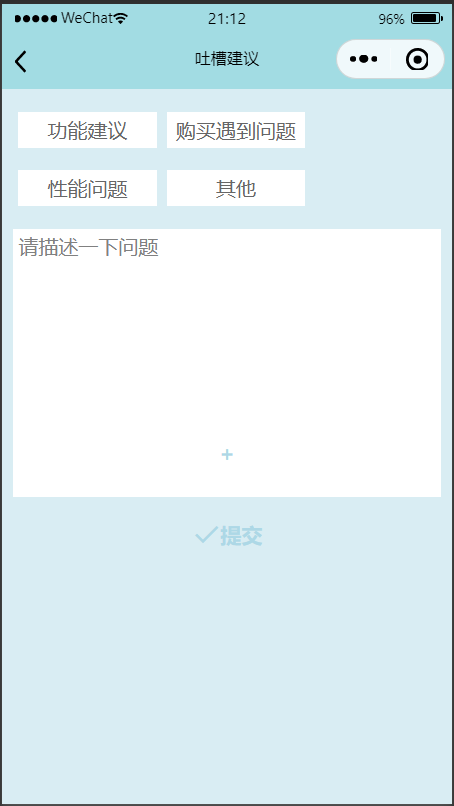 WeChat 21:12 96%
吐槽建议
功能建议 购买遇到问题
性能问题 其他
请描述一下问题
+
提交